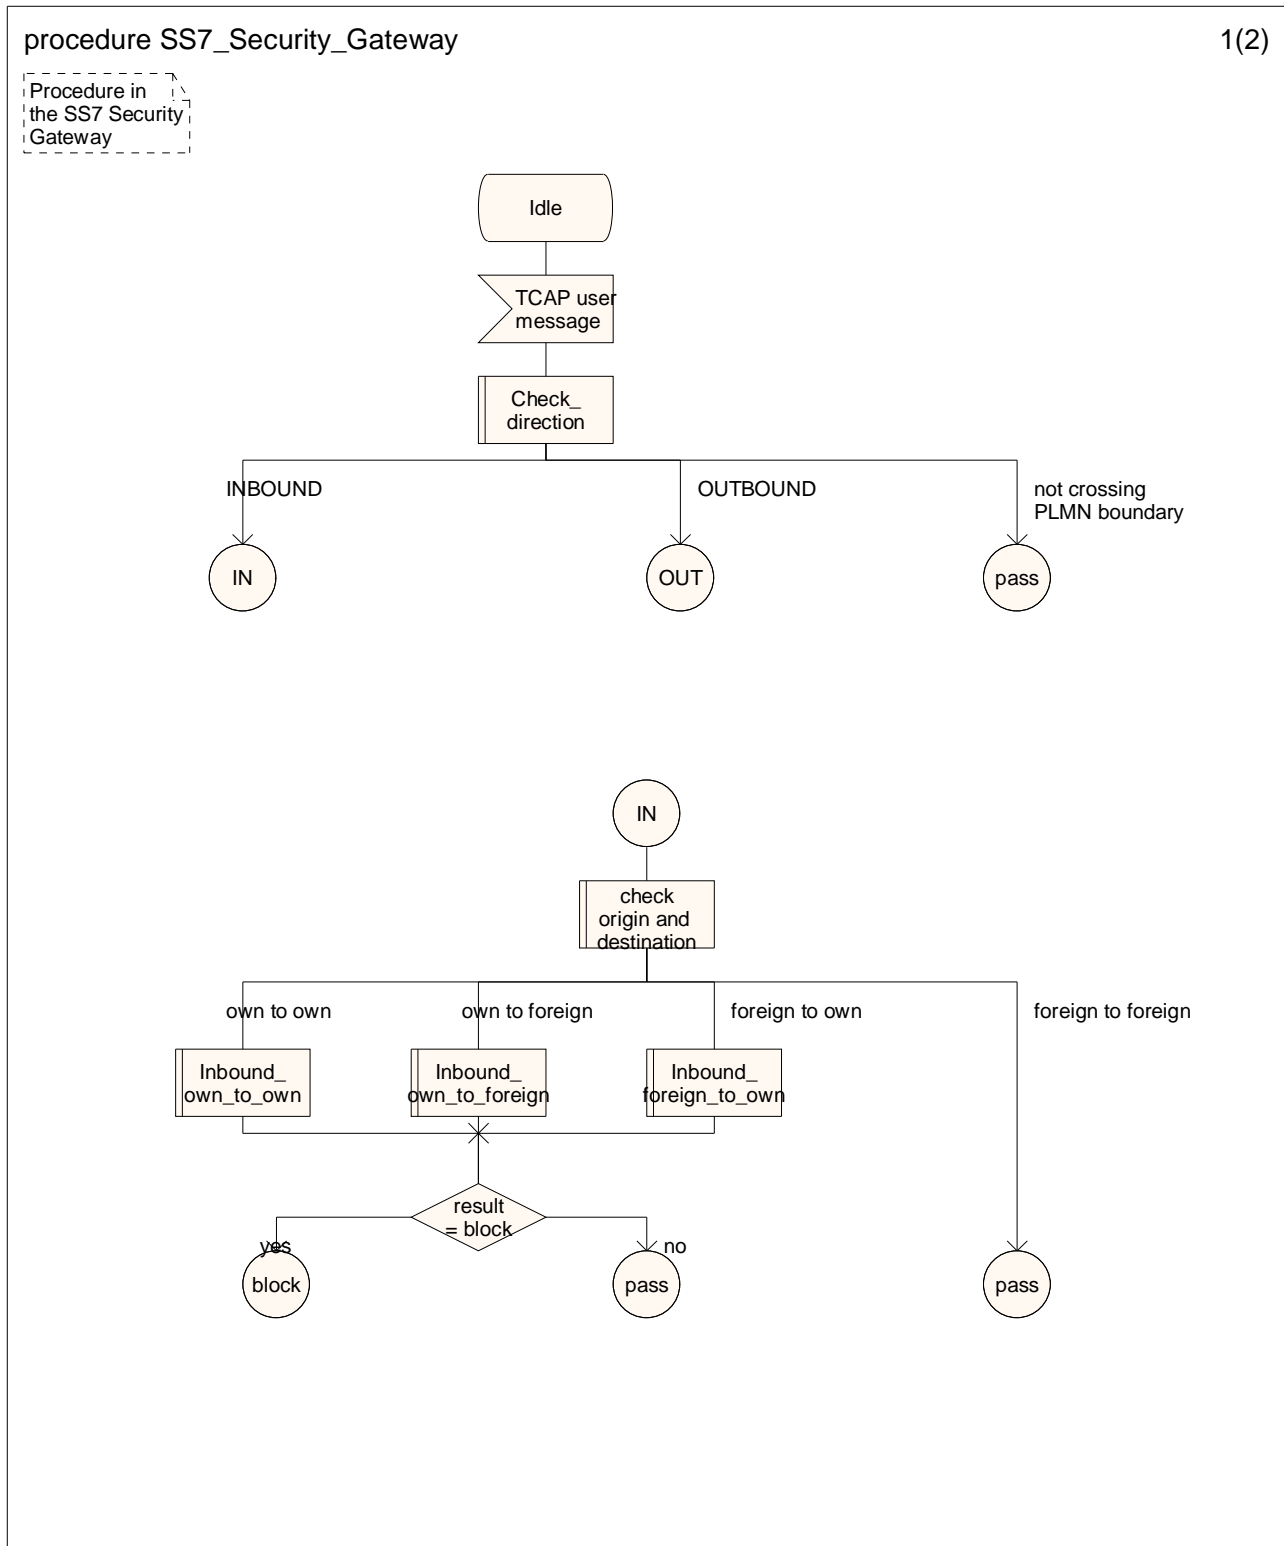 procedure SS7_Security_Gateway
1(2)
Procedure in
the SS7 Security
Gateway
Idle
TCAP user
message
Check_
direction
INBOUND
OUTBOUND
not crossing
PLMN boundary
IN
OUT
pass
IN
check
origin and
destination
own to own
own to foreign
foreign to own
foreign to foreign
Inbound_
own_to_own
Inbound_
own_to_foreign
Inbound_
foreign_to_own
result
= block
yes
no
block
pass
pass